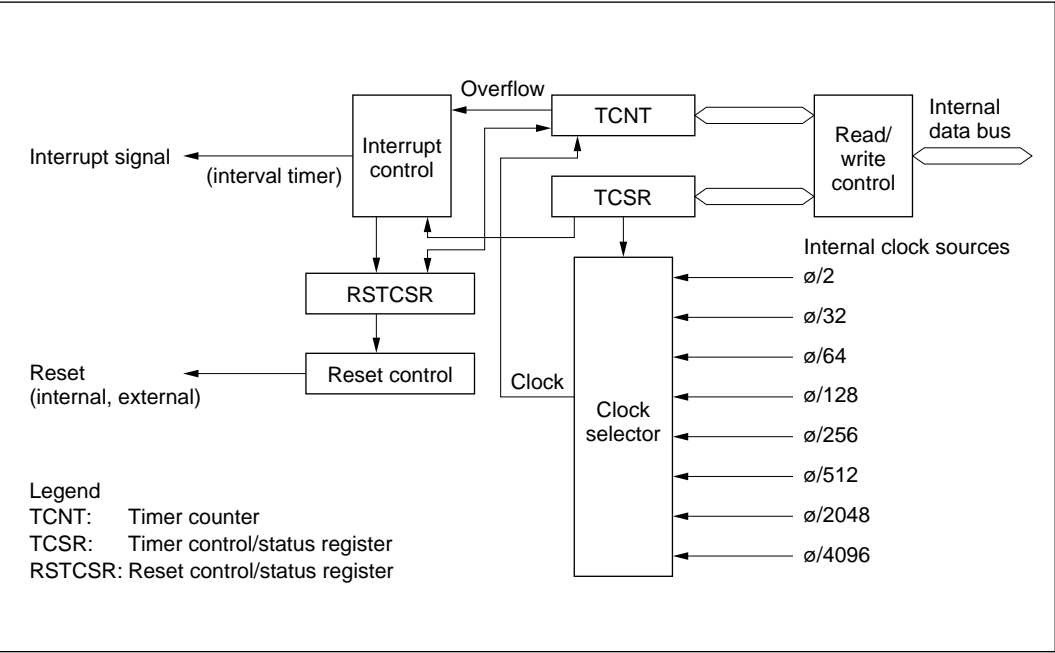 Overflow
TCNT
Interrupt control
Read/ write control
Internal data bus
Interrupt signal
(interval timer)
TCSR
Internal clock sources
RSTCSR
ø/2
ø/32
ø/64
Reset
(internal, external)
Reset control
Clock
Clock selector
ø/128
ø/256
ø/512
ø/2048
ø/4096
Legend
TCNT: Timer counter
TCSR: Timer control/status register
RSTCSR: Reset control/status register